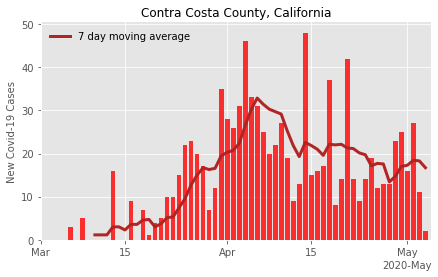 Contra Costa County, California
50
7 day moving average
40
30
20
10
0
New Covid-19 Cases
Mar 15 Apr 15 May
2020-May